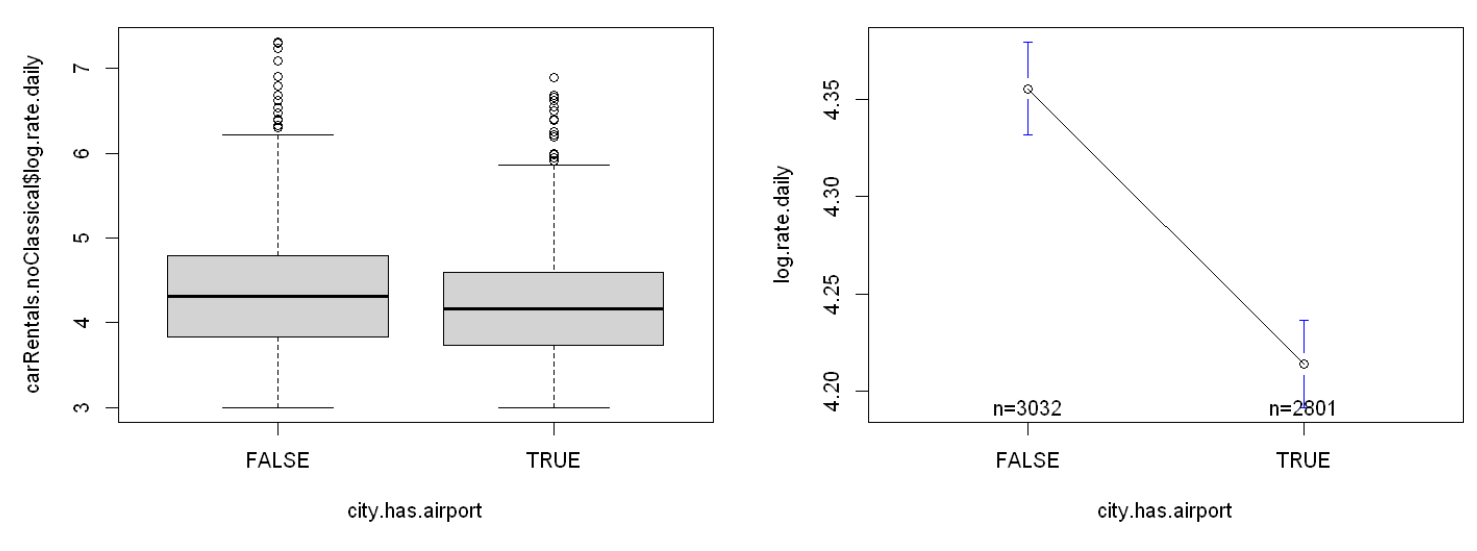 carRentals.noClassical$log.rate.daily
7
6
5
4
3
FALSE
TRUE
city.has.airport
log.rate.daily
4.35
4.30
4.25
4.20
n=3032
n=2801
FALSE
TRUE
city.has.airport